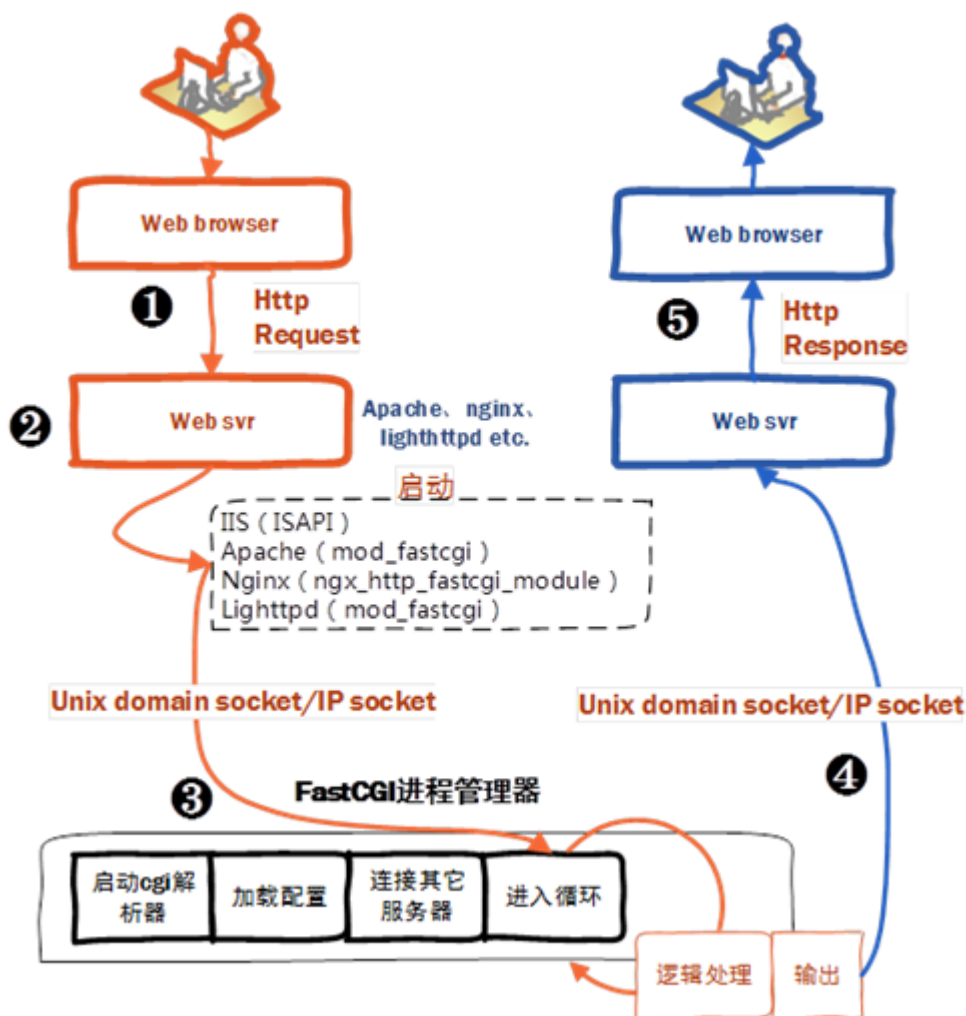 Web browser
❶
Http
Request
❷
Web svr
Apache、nginx、
lighthttpd etc.
启动
IIS（ISAPI）
Apache（mod_fastcgi）
Nginx（ngx_http_fastcgi_module）
Lighttpd（mod_fastcgi）
Unix domain socket/IP socket
❸
FastCGI进程管理器
启动cgi解
析器
加载配置
连接其它
服务器
进入循环
逻辑处理
输出
❹
Unix domain socket/IP socket
Web svr
❺
Http
Response
Web browser